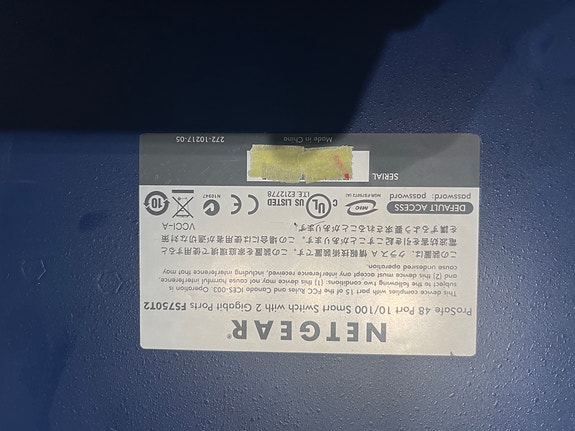 NETGEAR®
ProSafe 48 Port 10/100 Smart Switch with 2 Gigabit Ports FS750T2
This device complies with part 15 of the FCC Rules and Canada ICES-003. Operation is
subject to the following two conditions: (1) this device may not cause harmful interference,
and (2) this device must accept any interference received, including interference that may
cause undesired operation.
この装置は、クラスA 情報技術装置です。この装置を家庭環境で使用すると
電波妨害を引き起こすことがあります。この場合には使用者が適切な対策
を講ずるよう要求されることがあります。
VCCI-A
DEFAULT ACCESS
password: password
MIC
C UL US LISTED
I.T.E. E212778
CE
N10947
10
SERIAL
Made in China
272-10217-05